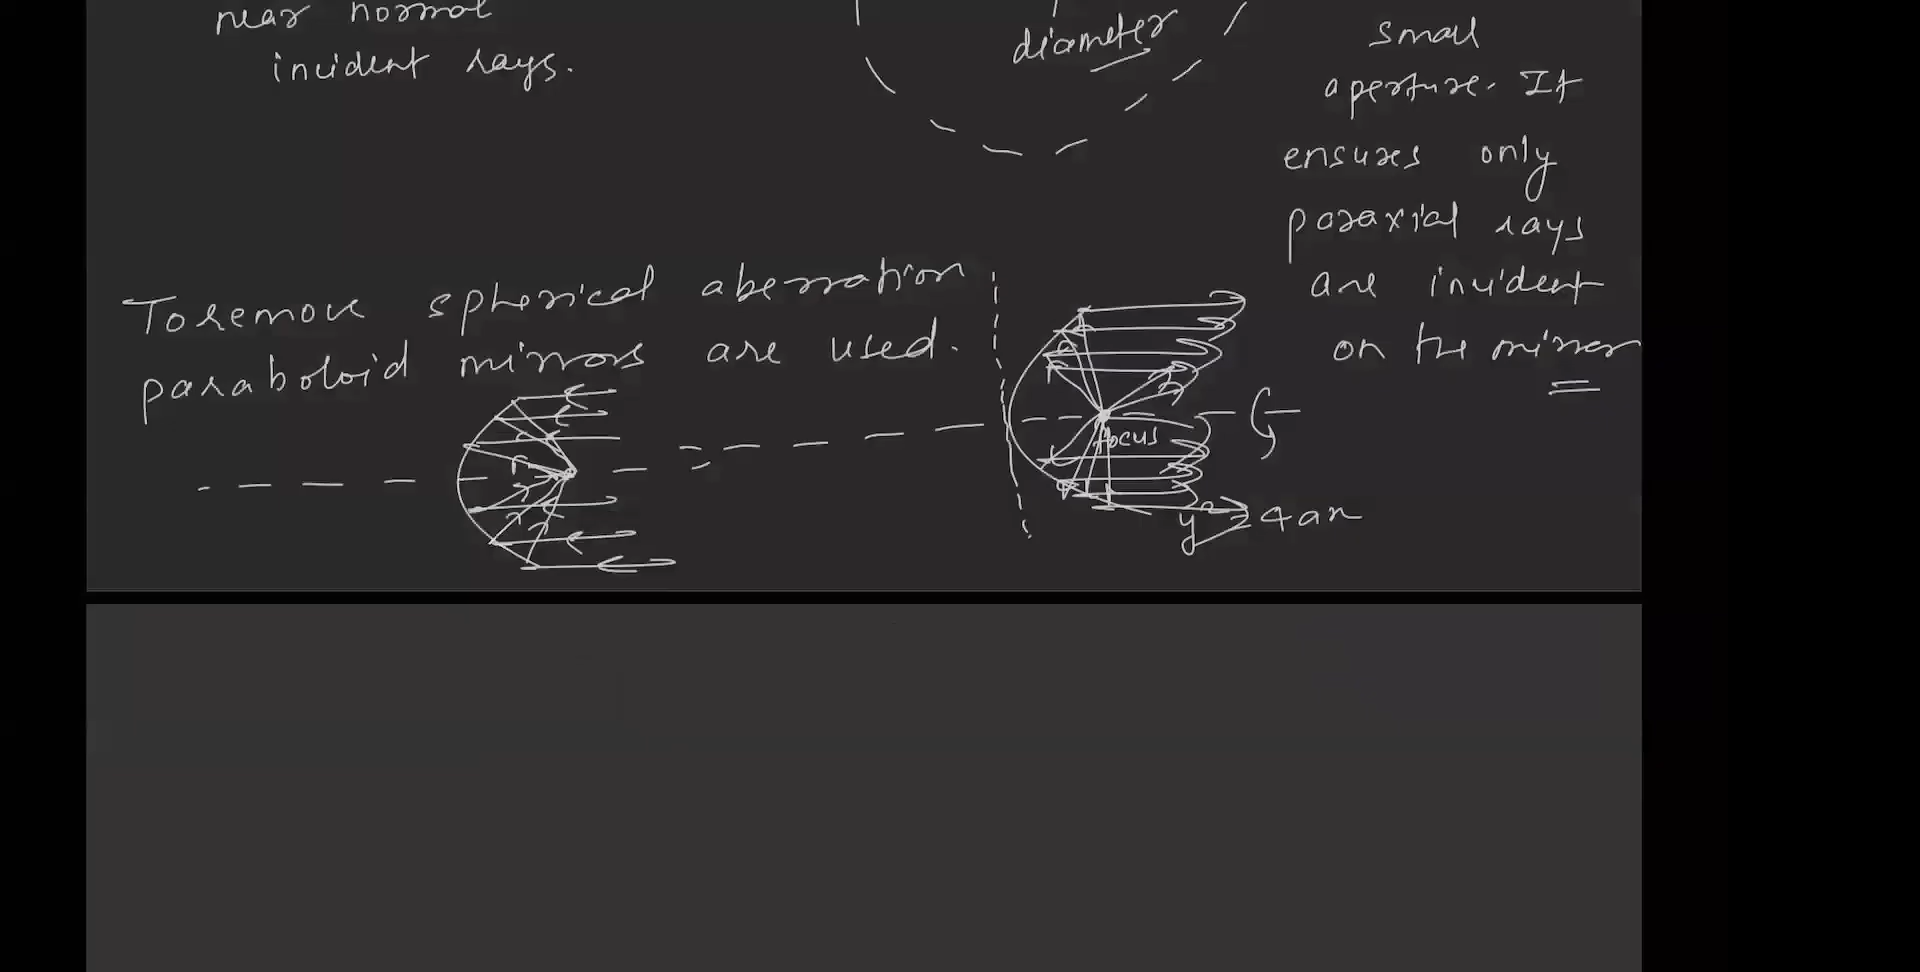 near normal
incident rays.
diameter
small
aperture. It
ensures only
paraxial rays
are incident
on the mirror
To remove spherical aberration
paraboloid mirrors are used.
focus
y² = 4ax